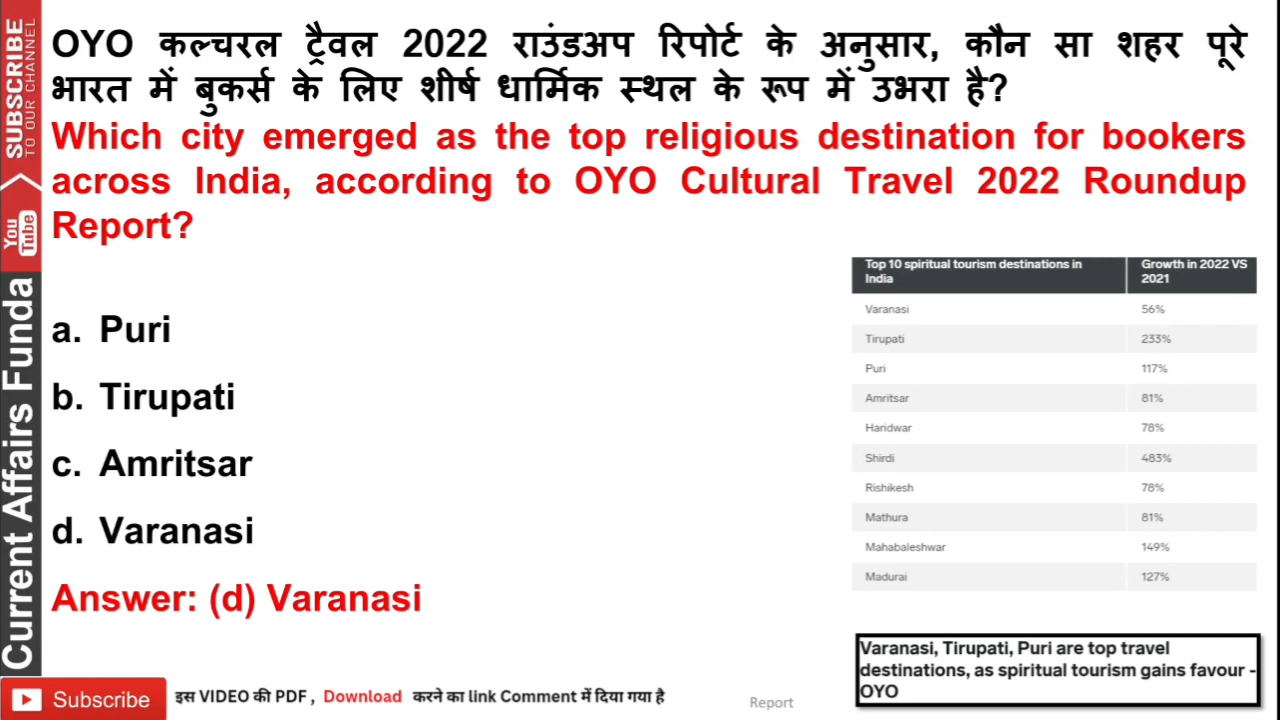 SUBSCRIBE
TO OUR CHANNEL
You
Tube
Current Affairs Funda
OYO कल्चरल ट्रैवल 2022 राउंडअप रिपोर्ट के अनुसार, कौन सा शहर पूरे
भारत में बुकर्स के लिए शीर्ष धार्मिक स्थल के रूप में उभरा है?
Which city emerged as the top religious destination for bookers
across India, according to OYO Cultural Travel 2022 Roundup
Report?
a. Puri
b. Tirupati
c. Amritsar
d. Varanasi
Answer: (d) Varanasi
Top 10 spiritual tourism destinations in Growth in 2022 VS
India 2021
Varanasi 56%
Tirupati 233%
Puri 117%
Amritsar 81%
Haridwar 78%
Shirdi 483%
Rishikesh 78%
Mathura 81%
Mahabaleshwar 149%
Madurai 127%
Varanasi, Tirupati, Puri are top travel
destinations, as spiritual tourism gains favour -
OYO
Subscribe इस VIDEO की PDF , Download करने का link Comment में दिया गया है
Report